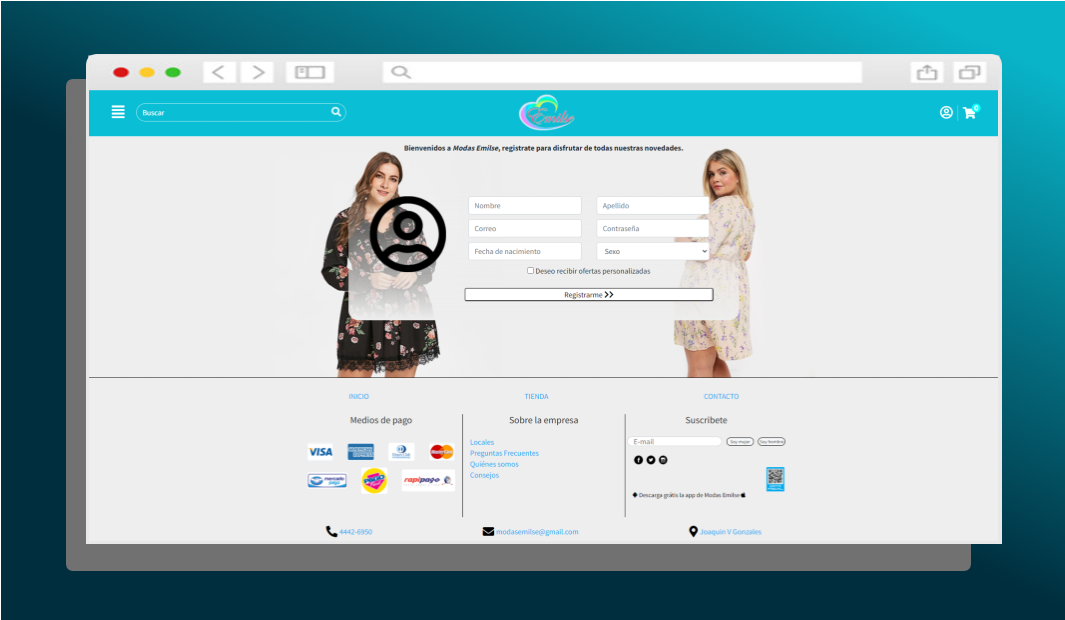 Buscar
Emilse
0
Bienvenidos a Modas Emilse, registrate para disfrutar de todas nuestras novedades.
Nombre
Apellido
Correo
Contraseña
Fecha de nacimiento
Sexo
Deseo recibir ofertas personalizadas
Registrarme
INICIO
TIENDA
CONTACTO
Medios de pago
Sobre la empresa
Suscribete
E-mail
Soy mujer
Soy hombre
Locales
Preguntas Frecuentes
Quiénes somos
Consejos
VISA
MasterCard
mercado
pago
rapipago
Descarga grátis la app de Modas Emilse
4442-6950
modasemilse@gmail.com
Joaquin V Gonzales